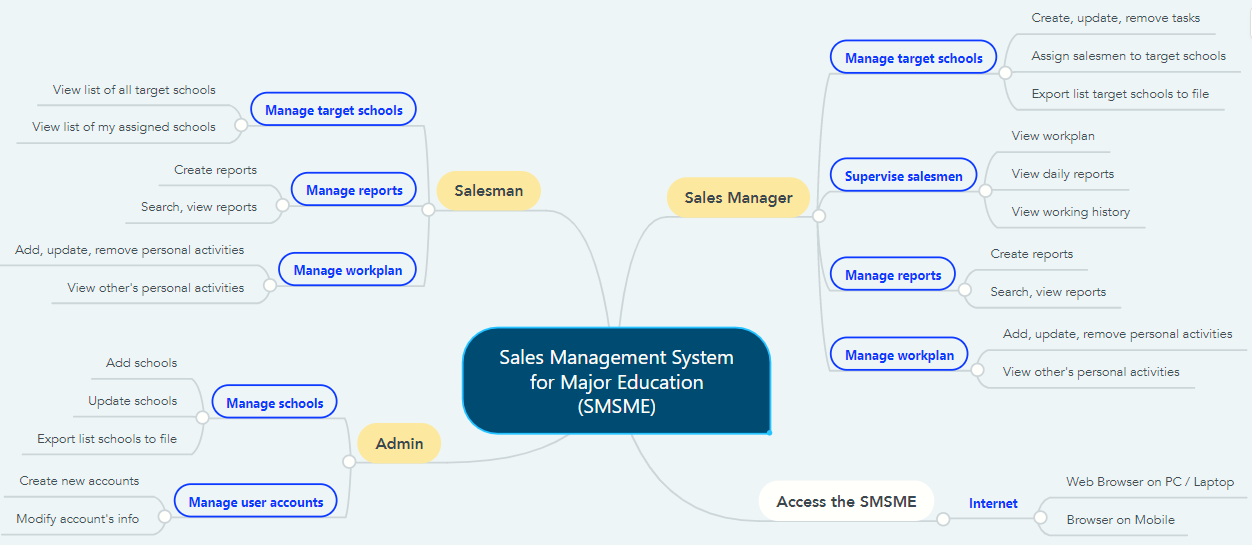 Sales Management System
for Major Education
(SMSME)
Salesman
Manage target schools
View list of all target schools
View list of my assigned schools
Manage reports
Create reports
Search, view reports
Manage workplan
Add, update, remove personal activities
View other's personal activities
Admin
Manage schools
Add schools
Update schools
Export list schools to file
Manage user accounts
Create new accounts
Modify account's info
Sales Manager
Manage target schools
Create, update, remove tasks
Assign salesmen to target schools
Export list target schools to file
Supervise salesmen
View workplan
View daily reports
View working history
Manage reports
Create reports
Search, view reports
Manage workplan
Add, update, remove personal activities
View other's personal activities
Access the SMSME
Internet
Web Browser on PC / Laptop
Browser on Mobile